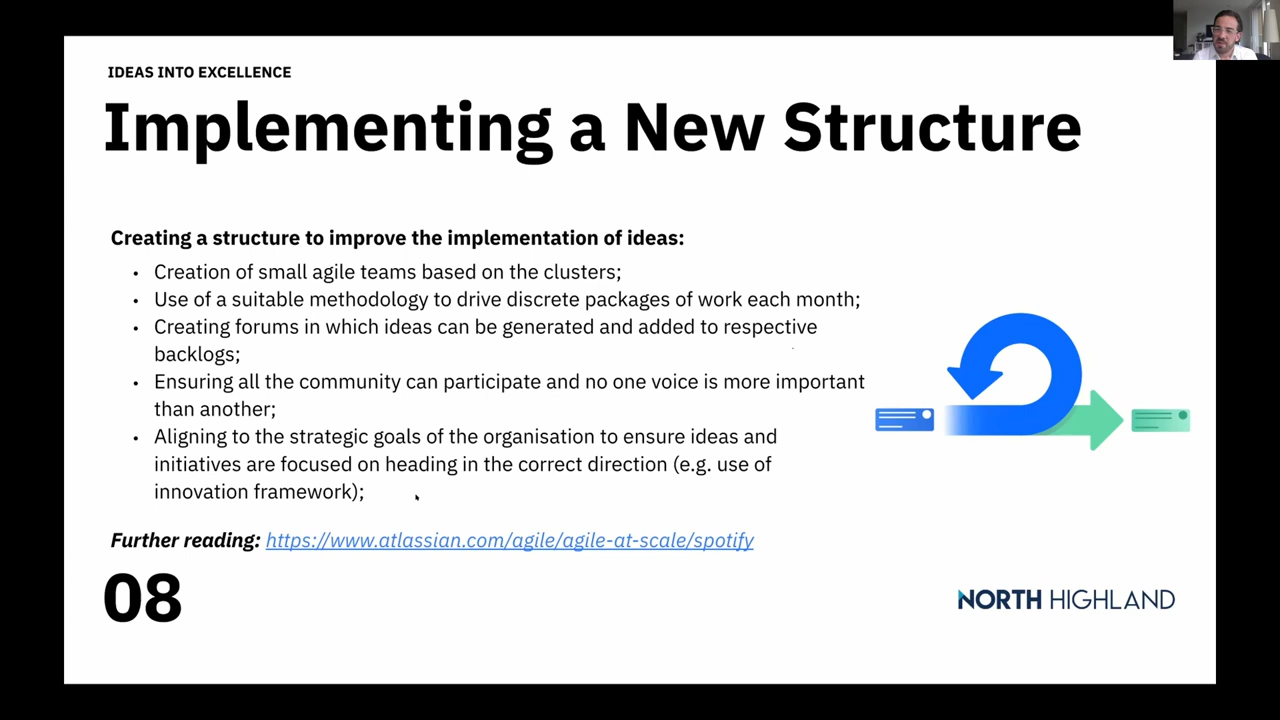 IDEAS INTO EXCELLENCE
Implementing a New Structure
Creating a structure to improve the implementation of ideas:
• Creation of small agile teams based on the clusters;
• Use of a suitable methodology to drive discrete packages of work each month;
• Creating forums in which ideas can be generated and added to respective
backlogs;
• Ensuring all the community can participate and no one voice is more important
than another;
• Aligning to the strategic goals of the organisation to ensure ideas and
initiatives are focused on heading in the correct direction (e.g. use of
innovation framework);
Further reading: https://www.atlassian.com/agile/agile-at-scale/spotify
08
NORTH HIGHLAND